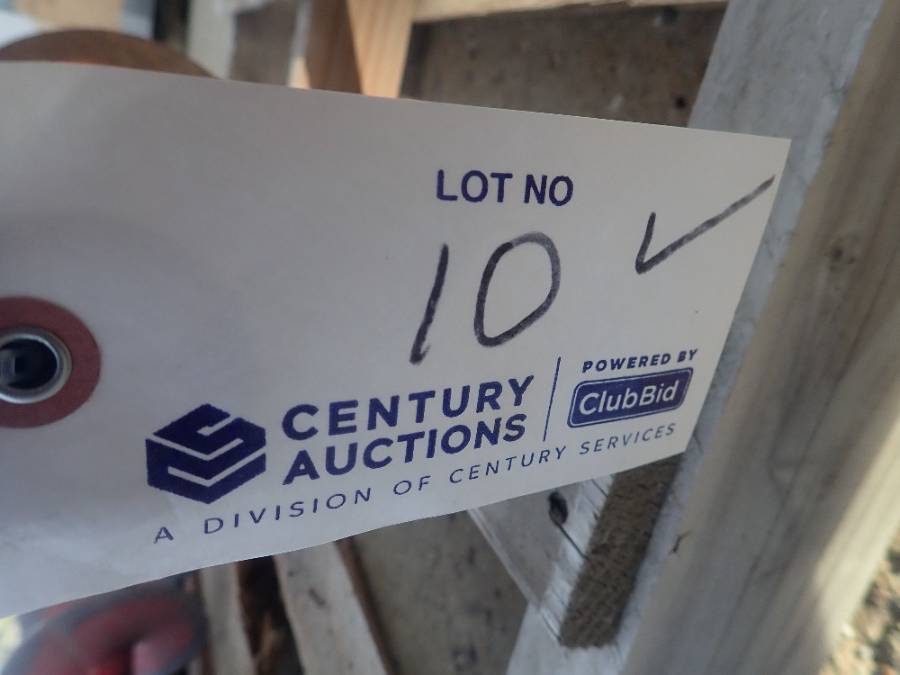 LOT NO
10 ✓
CENTURY
AUCTIONS
POWERED BY
ClubBid
A DIVISION OF CENTURY SERVICES